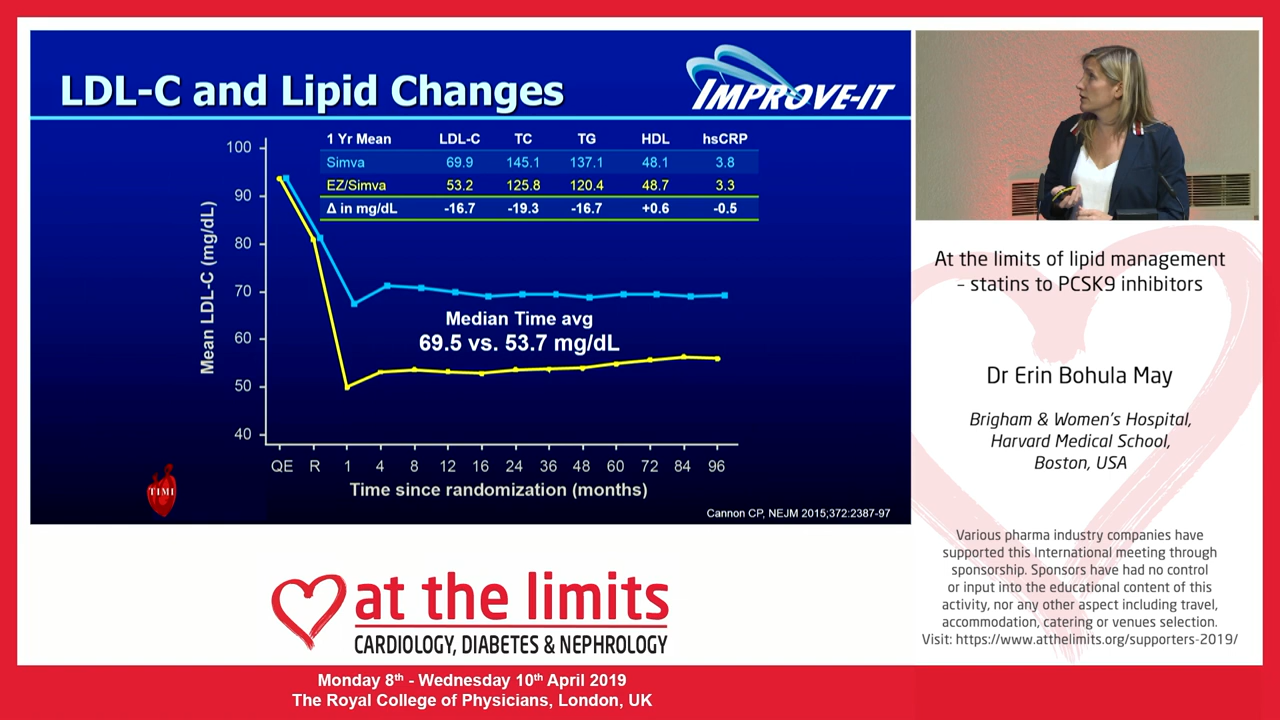 LDL-C and Lipid Changes
IMPROVE-IT
1 Yr Mean LDL-C TC TG HDL hsCRP
Simva 69.9 145.1 137.1 48.1 3.8
EZ/Simva 53.2 125.8 120.4 48.7 3.3
Δ in mg/dL -16.7 -19.3 -16.7 +0.6 -0.5
Mean LDL-C (mg/dL)
100
90
80
70
60
50
40
Median Time avg
69.5 vs. 53.7 mg/dL
QE R 1 4 8 12 16 24 36 48 60 72 84 96
Time since randomization (months)
TIMI
Cannon CP, NEJM 2015;372:2387-97
At the limits of lipid management
– statins to PCSK9 inhibitors
Dr Erin Bohula May
Brigham & Women's Hospital,
Harvard Medical School,
Boston, USA
Various pharma industry companies have
supported this International meeting through
sponsorship. Sponsors have had no control
or input into the educational content of this
activity, nor any other aspect including travel,
accommodation, catering or venues selection.
Visit: https://www.atthelimits.org/supporters-2019/
at the limits
CARDIOLOGY, DIABETES & NEPHROLOGY
Monday 8th - Wednesday 10th April 2019
The Royal College of Physicians, London, UK